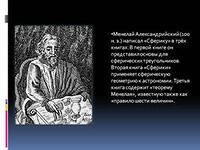 •Менелай Александрийский (100
н. э.) написал «Сферику» в трёх
книгах. В первой книге он
представил основы для
сферических треугольников.
Вторая книга «Сферики»
применяет сферическую
геометрию к астрономии. Третья
книга содержит «теорему
Менелая», известную также как
«правило шести величин».